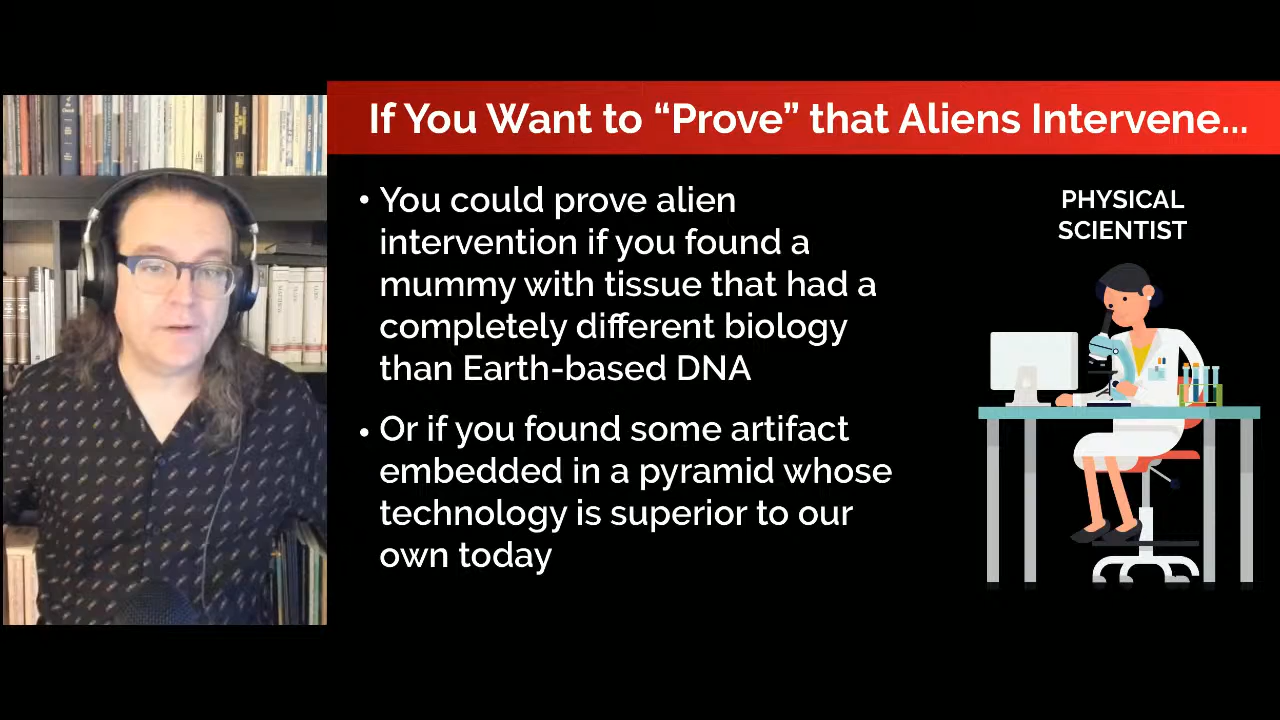 If You Want to “Prove” that Aliens Intervene...
• You could prove alien
intervention if you found a
mummy with tissue that had a
completely different biology
than Earth-based DNA
• Or if you found some artifact
embedded in a pyramid whose
technology is superior to our
own today
PHYSICAL
SCIENTIST